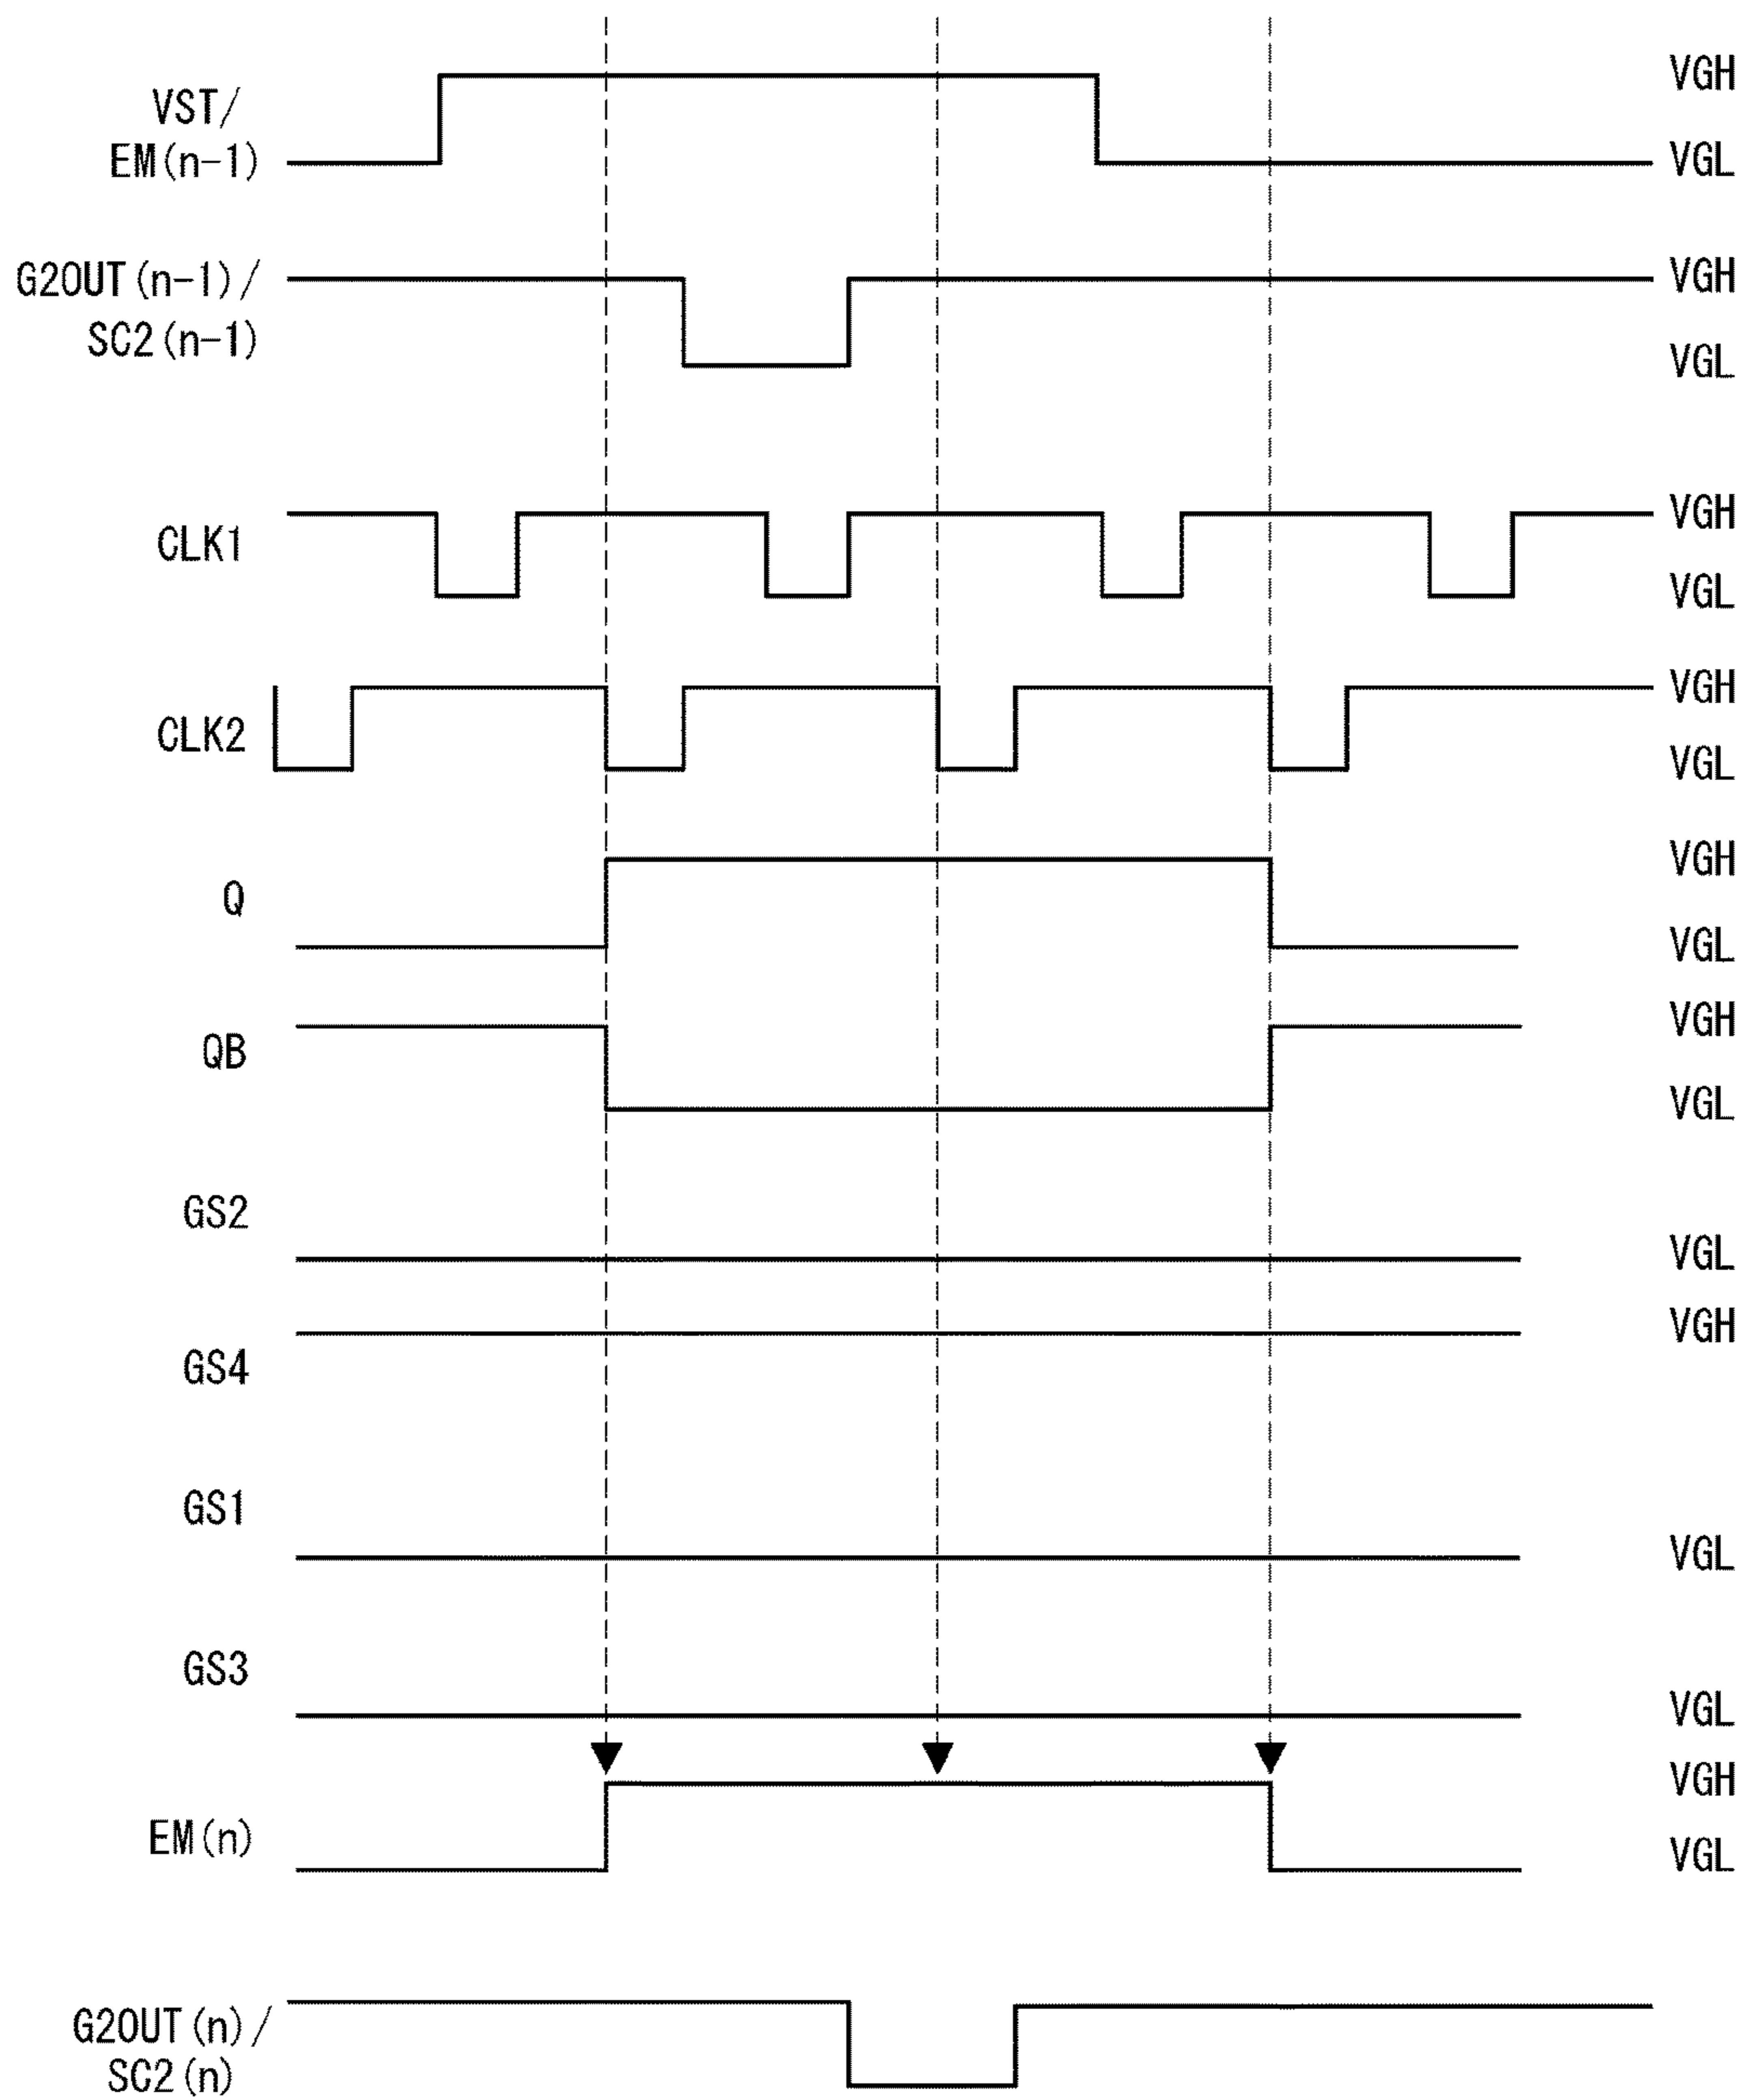 VST/
EM(n-1)
VGH
VGL
G2OUT(n-1)/
SC2(n-1)
VGH
VGL
CLK1
VGH
VGL
CLK2
VGH
VGL
Q
VGH
VGL
QB
VGH
VGL
GS2
VGL
GS4
VGH
GS1
VGL
GS3
VGL
EM(n)
VGH
VGL
G2OUT(n)/
SC2(n)